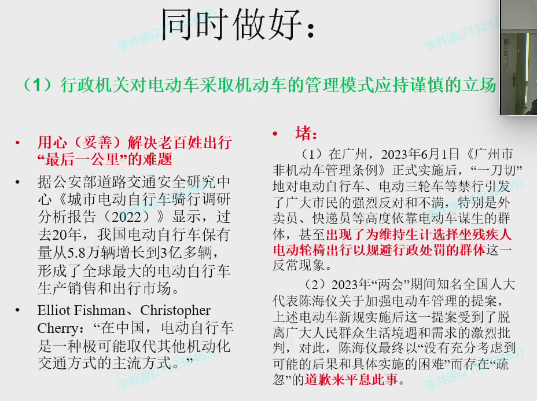 同时做好：
（1）行政机关对电动车采取机动车的管理模式应持谨慎的立场
• 用心（妥善）解决老百姓出行
“最后一公里”的难题
• 据公安部道路交通安全研究中
心《城市电动自行车骑行调研
分析报告（2022）》显示，过
去20年，我国电动自行车保有
量从5.8万辆增长到3亿多辆，
形成了全球最大的电动自行车
生产销售和出行市场。
• Elliot Fishman、Christopher
Cherry：“在中国，电动自行车
是一种极可能取代其他机动化
交通方式的主流方式。”
• 堵：
（1）在广州，2023年6月1日《广州市
非机动车管理条例》正式实施后，“一刀切”
地对电动自行车、电动三轮车等禁行引发
了广大市民的强烈反对和不满，特别是外
卖员、快递员等高度依靠电动车谋生的群
体，甚至出现了为维持生计选择坐残疾人
电动轮椅出行以规避行政处罚的群体这一
反常现象。
（2）2023年“两会”期间知名全国人大
代表陈海仪关于加强电动车管理的提案，
上述电动车新规实施后这一提案受到了脱
离广大人民群众生活境遇和需求的激烈批
判，对此，陈海仪最终以“没有充分考虑到
可能的后果和具体实施的困难”而存在“疏
忽”的道歉来平息此事。